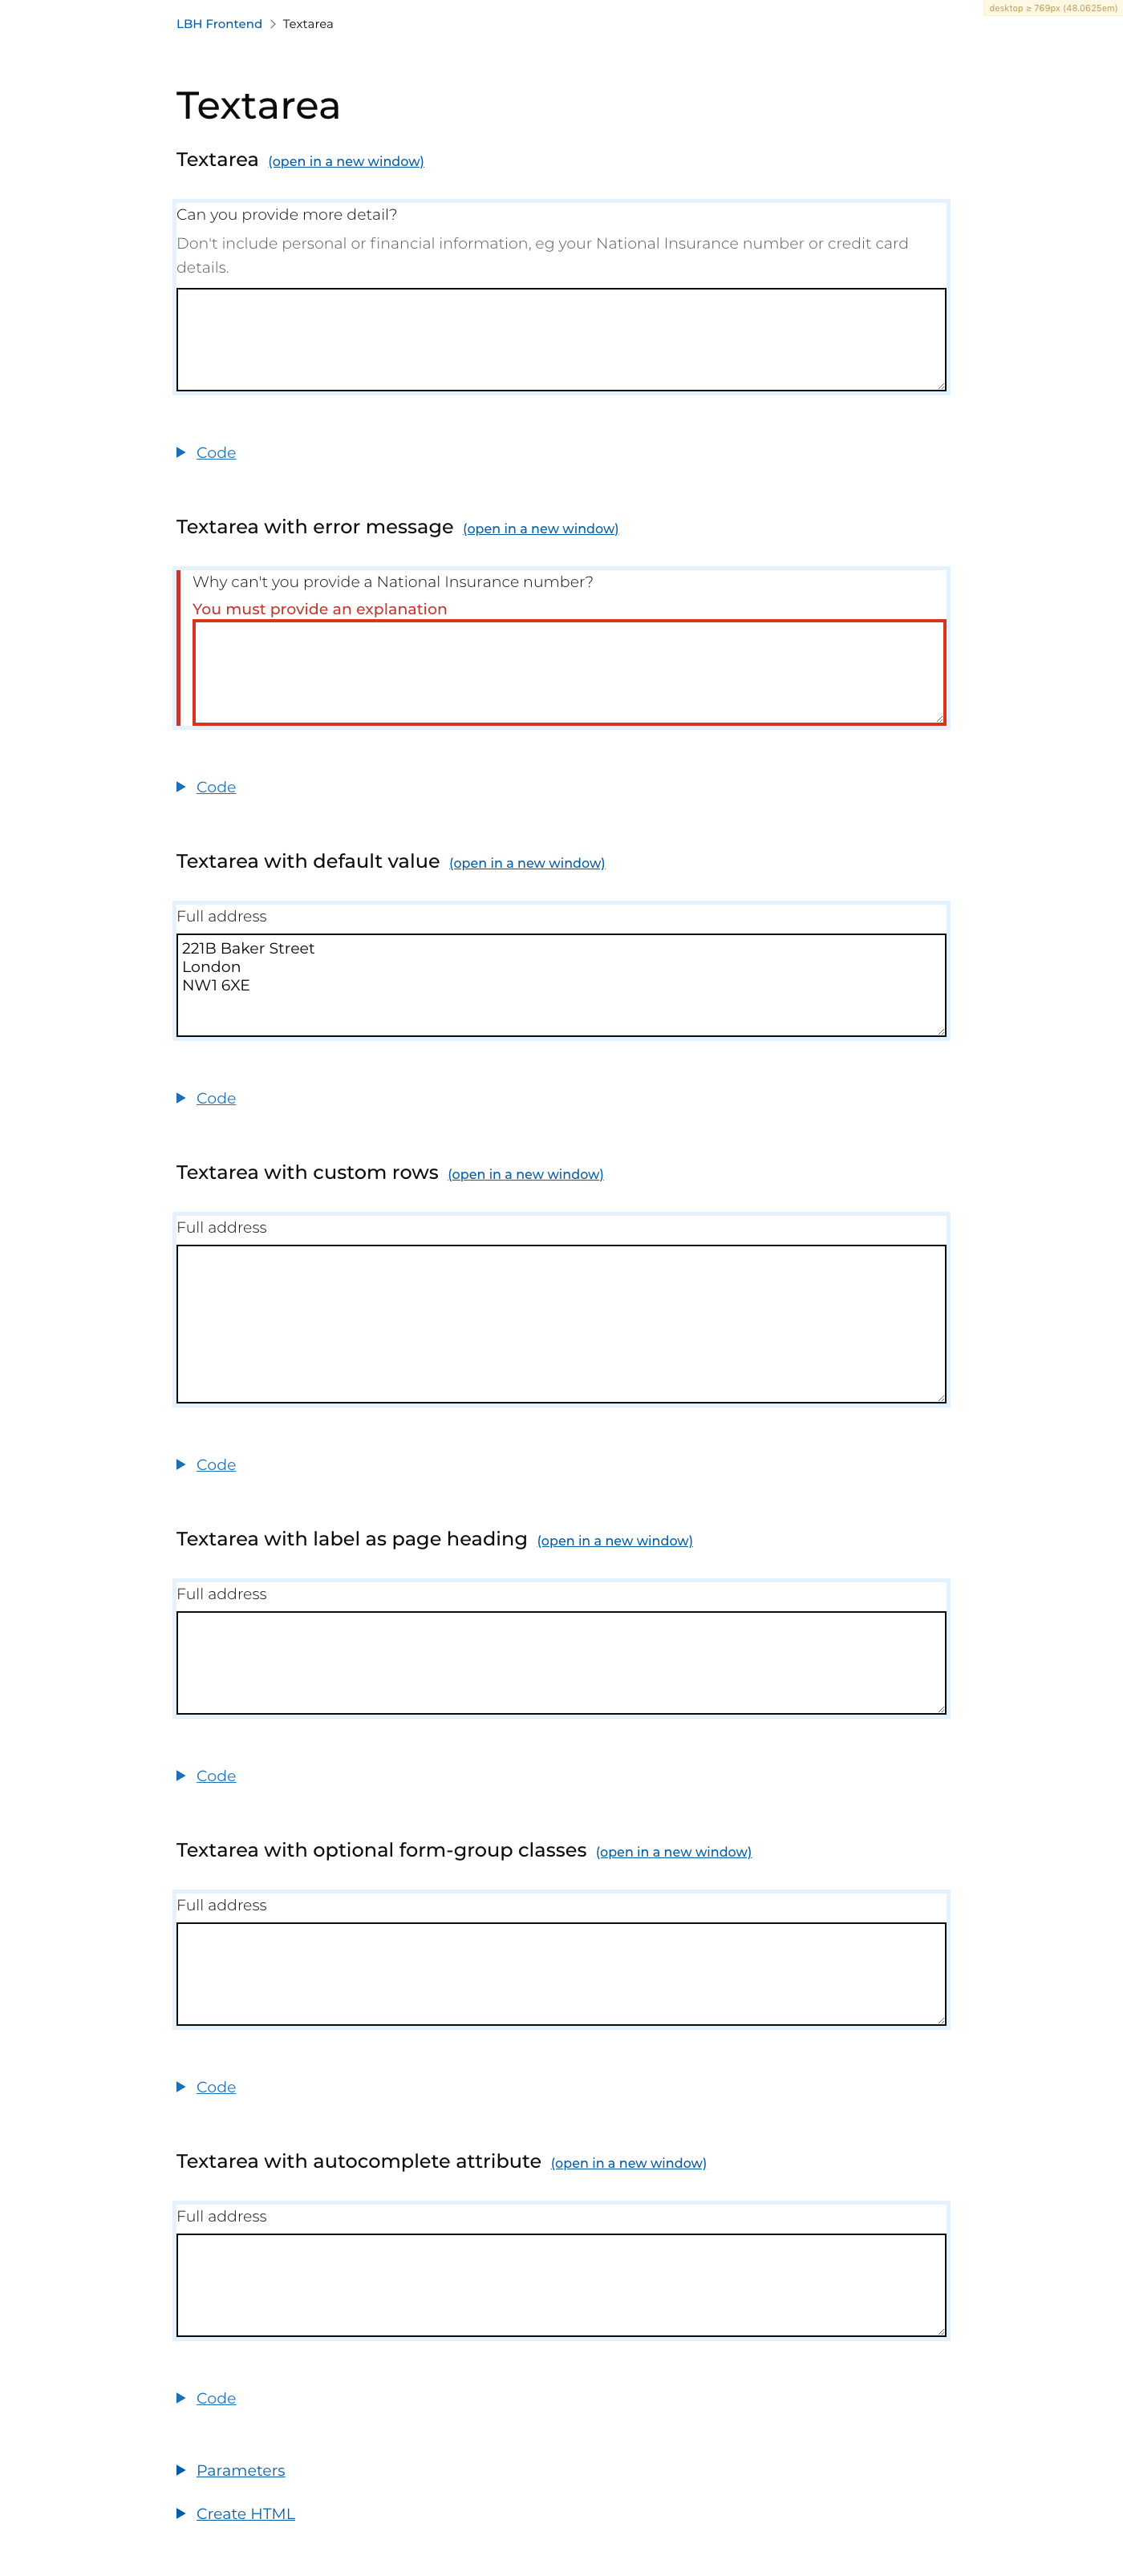 LBH Frontend > Textarea
desktop ≥ 769px (48.0625em)
Textarea
Textarea (open in a new window)
Can you provide more detail?
Don't include personal or financial information, eg your National Insurance number or credit card
details.
Code
Textarea with error message (open in a new window)
Why can't you provide a National Insurance number?
You must provide an explanation
Code
Textarea with default value (open in a new window)
Full address
221B Baker Street
London
NW1 6XE
Code
Textarea with custom rows (open in a new window)
Full address
Code
Textarea with label as page heading (open in a new window)
Full address
Code
Textarea with optional form-group classes (open in a new window)
Full address
Code
Textarea with autocomplete attribute (open in a new window)
Full address
Code
Parameters
Create HTML